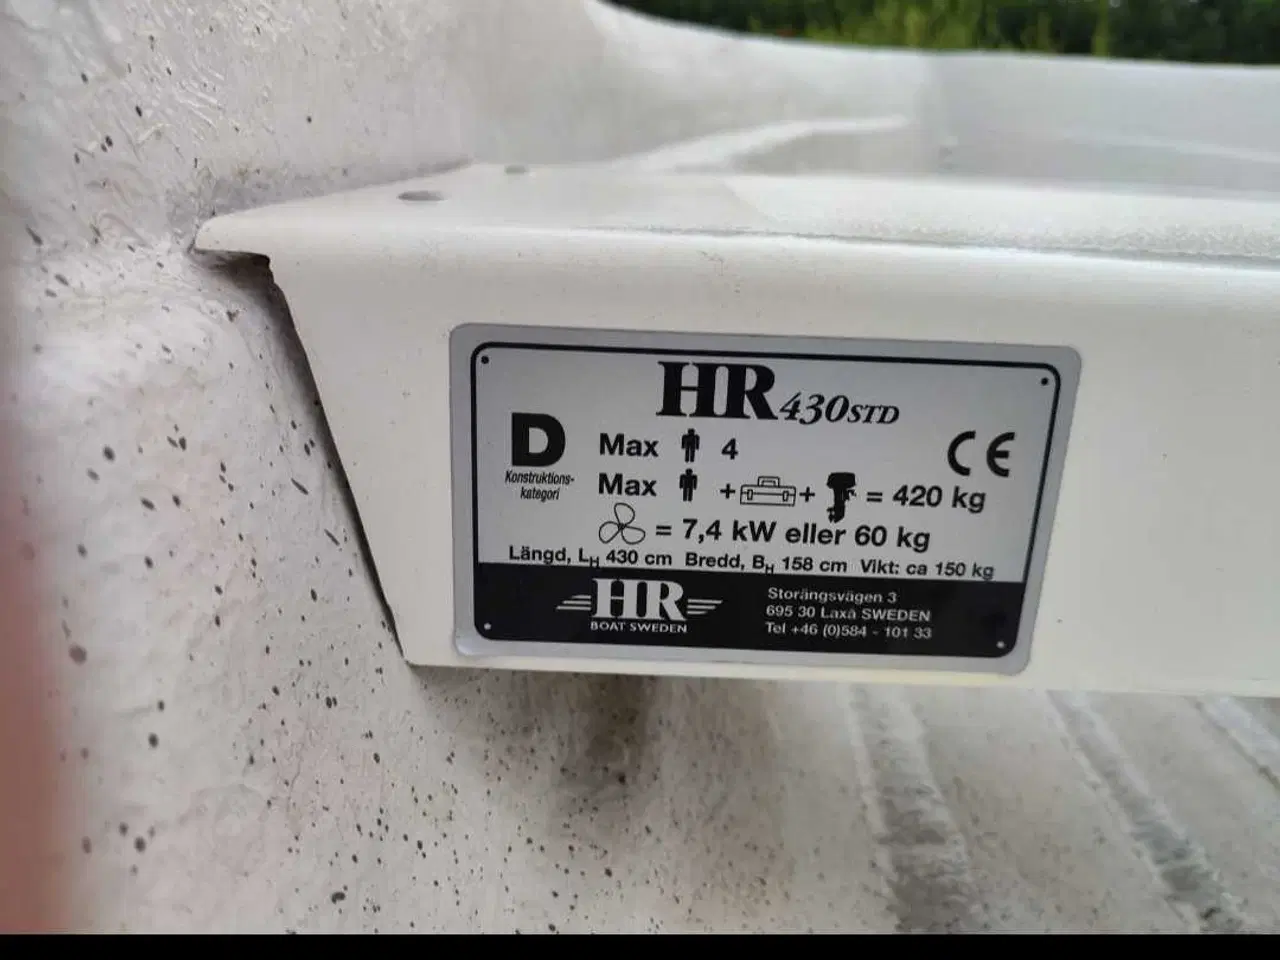 HR 430STD
D
Konstruktions-
kategori
Max 4
CE
Max + + = 420 kg
= 7,4 kW eller 60 kg
Längd, LH 430 cm Bredd, BH 158 cm Vikt: ca 150 kg
HR
BOAT SWEDEN
Storängsvägen 3
695 30 Laxå SWEDEN
Tel +46 (0)584 - 101 33